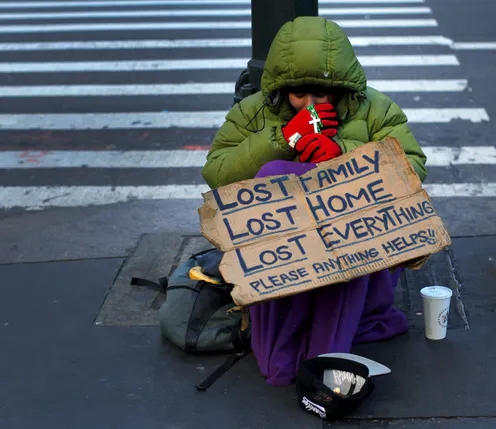 LOST FAMILY
LOST HOME
LOST EVERYTHING
PLEASE ANYTHING HELPS!!